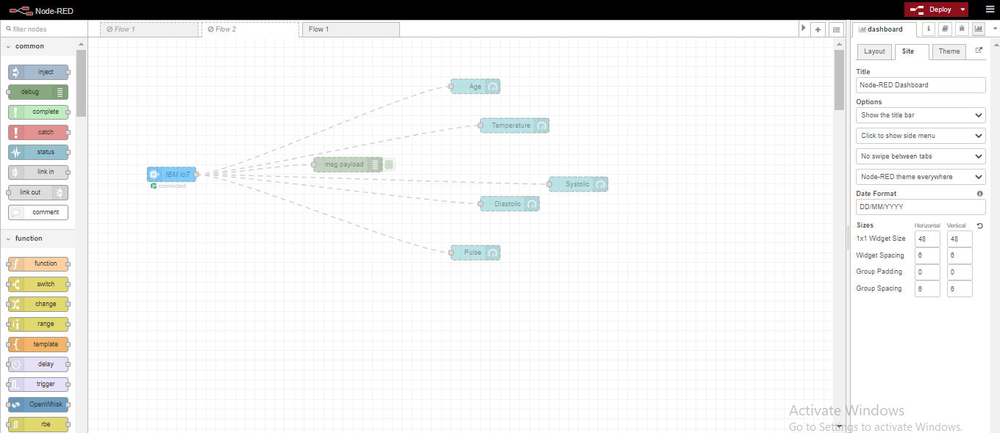 Node-RED
Deploy
filter nodes
Flow 1
Flow 2
Flow 1
dashboard
common
inject
debug
complete
catch
status
link in
link out
comment
function
function
switch
change
range
template
delay
trigger
OpenWhisk
rbe
Age
Temperature
msg.payload
IBM IoT
connected
Systolic
Diastolic
Pulse
Layout
Site
Theme
Title
Node-RED Dashboard
Options
Show the title bar
Click to show side menu
No swipe between tabs
Node-RED theme everywhere
Date Format
DD/MM/YYYY
Sizes Horizontal Vertical
1x1 Widget Size 48 48
Widget Spacing 6 6
Group Padding 0 0
Group Spacing 6 6
Activate Windows
Go to Settings to activate Windows.